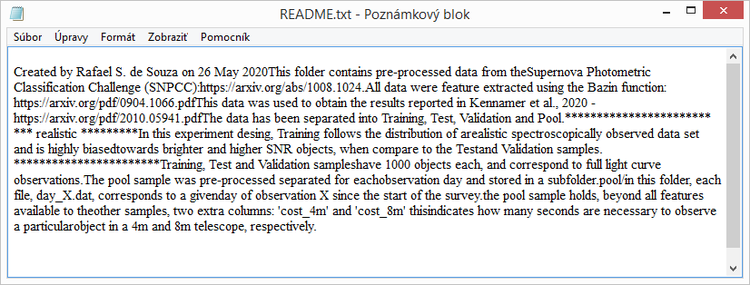 README.txt - Poznámkový blok
Súbor Úpravy Formát Zobraziť Pomocník
Created by Rafael S. de Souza on 26 May 2020This folder contains pre-processed data from theSupernova Photometric
Classification Challenge (SNPCC):https://arxiv.org/abs/1008.1024.All data were feature extracted using the Bazin function:
https://arxiv.org/pdf/0904.1066.pdfThis data was used to obtain the results reported in Kennamer et al., 2020 -
https://arxiv.org/pdf/2010.05941.pdfThe data has been separated into Training, Test, Validation and Pool.***********************
*** realistic *********In this experiment desing, Training follows the distribution of arealistic spectroscopically observed data set
and is highly biasedtowards brighter and higher SNR objects, when compare to the Testand Validation samples.
***********************Training, Test and Validation sampleshave 1000 objects each, and correspond to full light curve
observations.The pool sample was pre-processed separated for eachobservation day and stored in a subfolder.pool/in this folder, each
file, day_X.dat, corresponds to a givenday of observation X since the start of the survey.the pool sample holds, beyond all features
available to theother samples, two extra columns: 'cost_4m' and 'cost_8m' thisindicates how many seconds are necessary to observe
a particularobject in a 4m and 8m telescope, respectively.